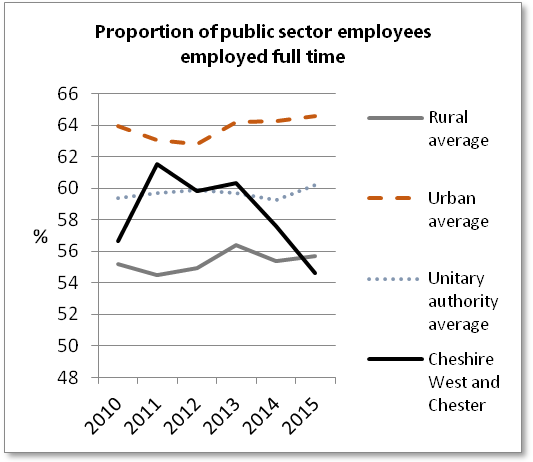 Proportion of public sector employees
employed full time
66
64
62
60
58
56
54
52
50
48
%
2010
2011
2012
2013
2014
2015
Rural
average
Urban
average
Unitary
authority
average
Cheshire
West and
Chester